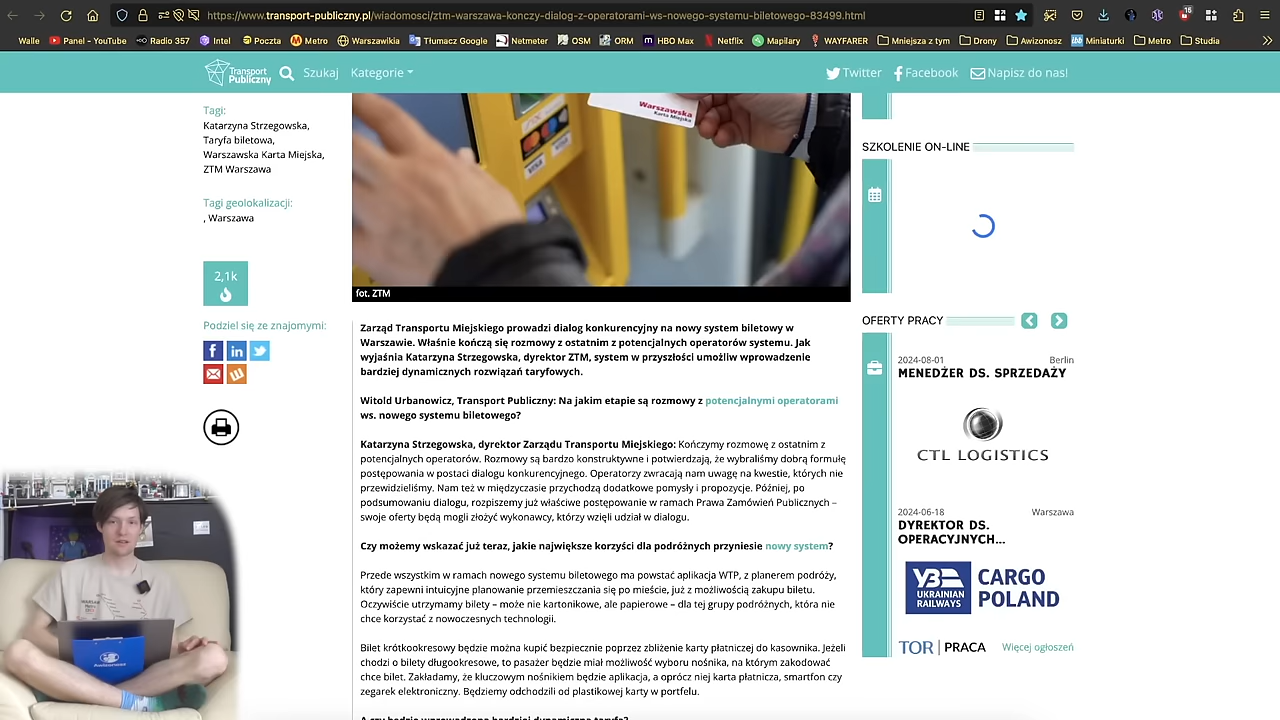 https://www.transport-publiczny.pl/wiadomosci/ztm-warszawa-konczy-dialog-z-operatorami-ws-nowego-systemu-biletowego-83499.html
15
Walle Panel - YouTube Radio 357 Intel Poczta Metro Warszawikia Tłumacz Google Netmeter OSM ORM HBO Max Netflix Mapilary WAYFARER Mniejsza z tym Drony Awizonosz Miniaturki Metro Studia
Transport
Publiczny
Szukaj Kategorie
Twitter Facebook Napisz do nas!
Tagi:
Katarzyna Strzegowska,
Taryfa biletowa,
Warszawska Karta Miejska,
ZTM Warszawa
Tagi geolokalizacji:
, Warszawa
2,1k
Podziel się ze znajomymi:
Warszawska
Karta Miejska
VISA
VISA
fot. ZTM
Zarząd Transportu Miejskiego prowadzi dialog konkurencyjny na nowy system biletowy w
Warszawie. Właśnie kończą się rozmowy z ostatnim z potencjalnych operatorów systemu. Jak
wyjaśnia Katarzyna Strzegowska, dyrektor ZTM, system w przyszłości umożliw wprowadzenie
bardziej dynamicznych rozwiązań taryfowych.
Witold Urbanowicz, Transport Publiczny: Na jakim etapie są rozmowy z potencjalnymi operatorami
ws. nowego systemu biletowego?
Katarzyna Strzegowska, dyrektor Zarządu Transportu Miejskiego: Kończymy rozmowę z ostatnim z
potencjalnych operatorów. Rozmowy są bardzo konstruktywne i potwierdzają, że wybraliśmy dobrą formułę
postępowania w postaci dialogu konkurencyjnego. Operatorzy zwracają nam uwagę na kwestie, których nie
przewidzieliśmy. Nam też w międzyczasie przychodzą dodatkowe pomysły i propozycje. Później, po
podsumowaniu dialogu, rozpiszemy już właściwe postępowanie w ramach Prawa Zamówień Publicznych –
swoje oferty będą mogli złożyć wykonawcy, którzy wzięli udział w dialogu.
Czy możemy wskazać już teraz, jakie największe korzyści dla podróżnych przyniesie nowy system?
Przede wszystkim w ramach nowego systemu biletowego ma powstać aplikacja WTP, z planerem podróży,
który zapewni intuicyjne planowanie przemieszczania się po mieście, już z możliwością zakupu biletu.
Oczywiście utrzymamy bilety – może nie kartonikowe, ale papierowe – dla tej grupy podróżnych, która nie
chce korzystać z nowoczesnych technologii.
Bilet krótkookresowy będzie można kupić bezpiecznie poprzez zbliżenie karty płatniczej do kasownika. Jeżeli
chodzi o bilety długookresowe, to pasażer będzie miał możliwość wyboru nośnika, na którym zakodować
chce bilet. Zakładamy, że kluczowym nośnikiem będzie aplikacja, a oprócz niej karta płatnicza, smartfon czy
zegarek elektroniczny. Będziemy odchodzili od plastikowej karty w portfelu.
A czy będzie wprowadzona bardziej dynamiczna taryfa?
SZKOLENIE ON-LINE
OFERTY PRACY
2024-08-01 Berlin
MENEDŻER DS. SPRZEDAŻY
CTL LOGISTICS
2024-06-18 Warszawa
DYREKTOR DS.
OPERACYJNYCH...
UKRAINIAN
RAILWAYS
CARGO
POLAND
TOR PRACA Więcej ogłoszeń